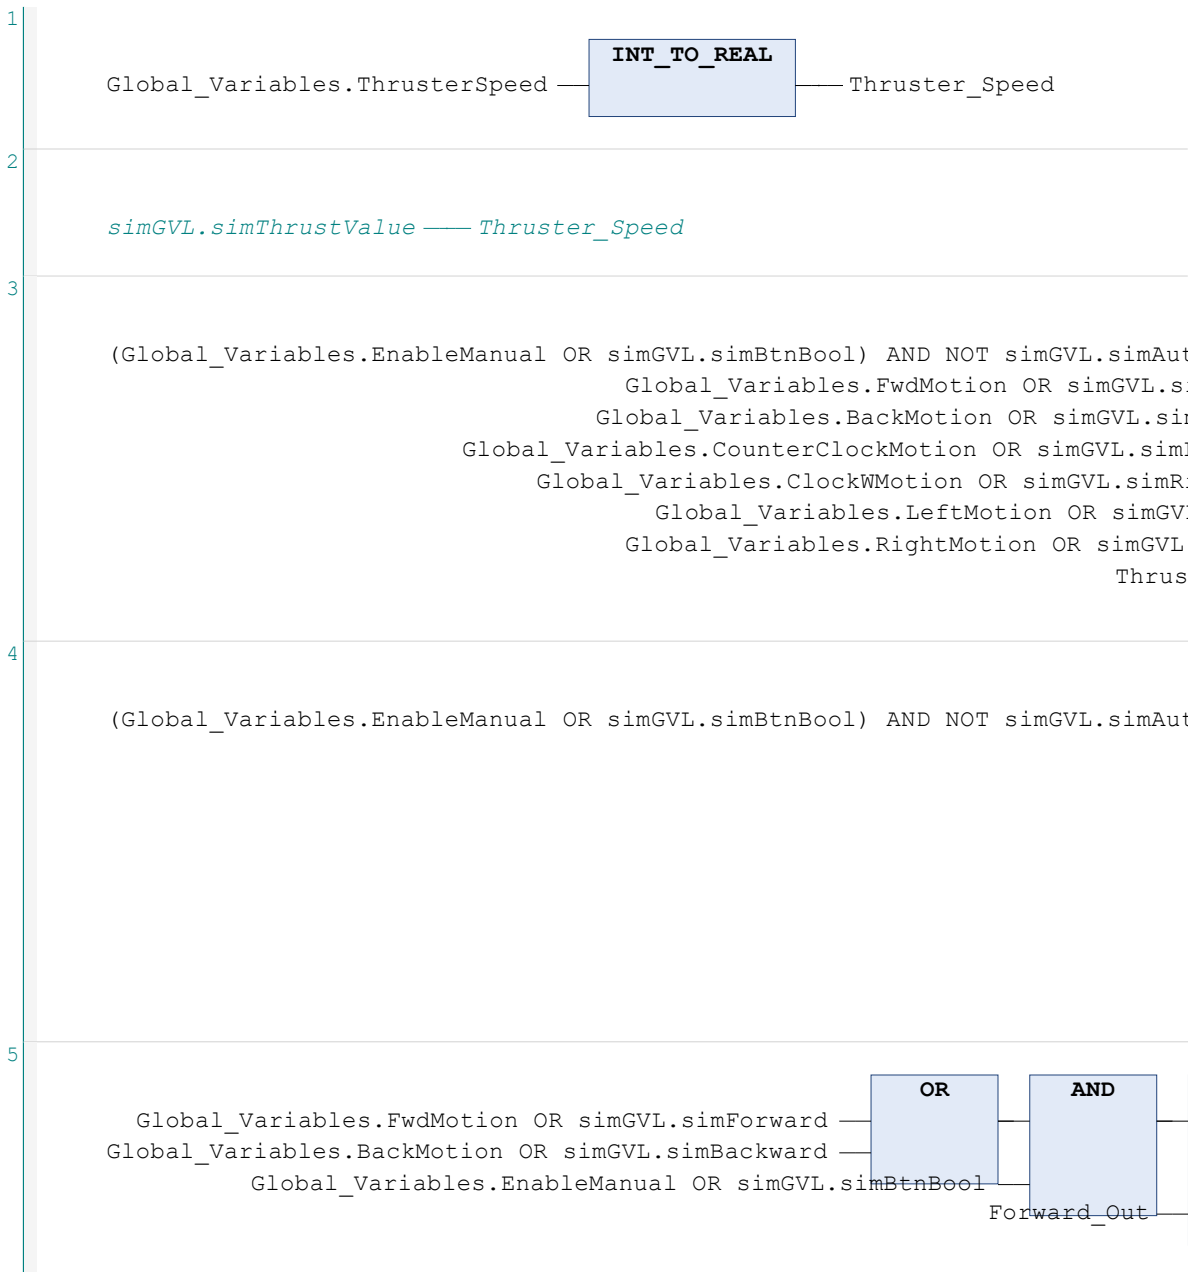 1
INT_TO_REAL
Global_Variables.ThrusterSpeed Thruster_Speed
2
simGVL.simThrustValue Thruster_Speed
3
(Global_Variables.EnableManual OR simGVL.simBtnBool) AND NOT simGVL.simAut
Global_Variables.FwdMotion OR simGVL.si
Global_Variables.BackMotion OR simGVL.sim
Global_Variables.CounterClockMotion OR simGVL.sim
Global_Variables.ClockWMotion OR simGVL.simRi
Global_Variables.LeftMotion OR simGVL
Global_Variables.RightMotion OR simGVL
Thrus
4
(Global_Variables.EnableManual OR simGVL.simBtnBool) AND NOT simGVL.simAut
5
OR AND
Global_Variables.FwdMotion OR simGVL.simForward
Global_Variables.BackMotion OR simGVL.simBackward
Global_Variables.EnableManual OR simGVL.simBtnBool
Forward_Out